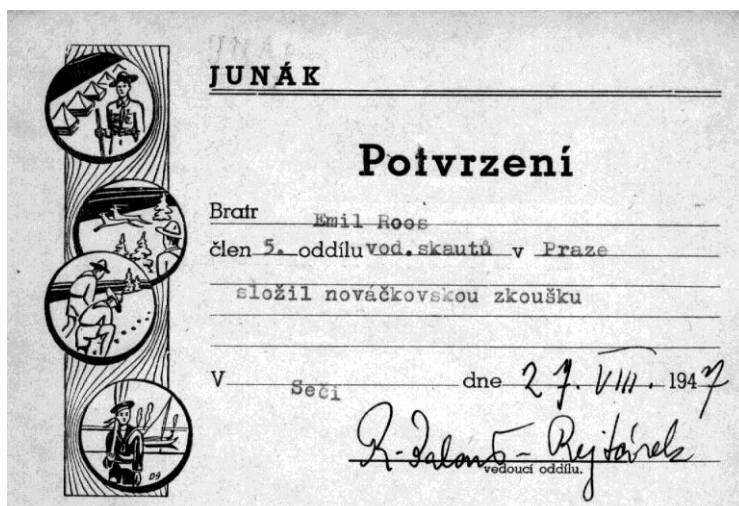 JUNÁK
Potvrzení
Bratr Emil Roos
člen 5. oddílu vod.skautů v Praze
složil nováčkovskou zkoušku
V Seči dne 27. VIII. 1947
R. - Rejtárek
vedoucí oddílu.